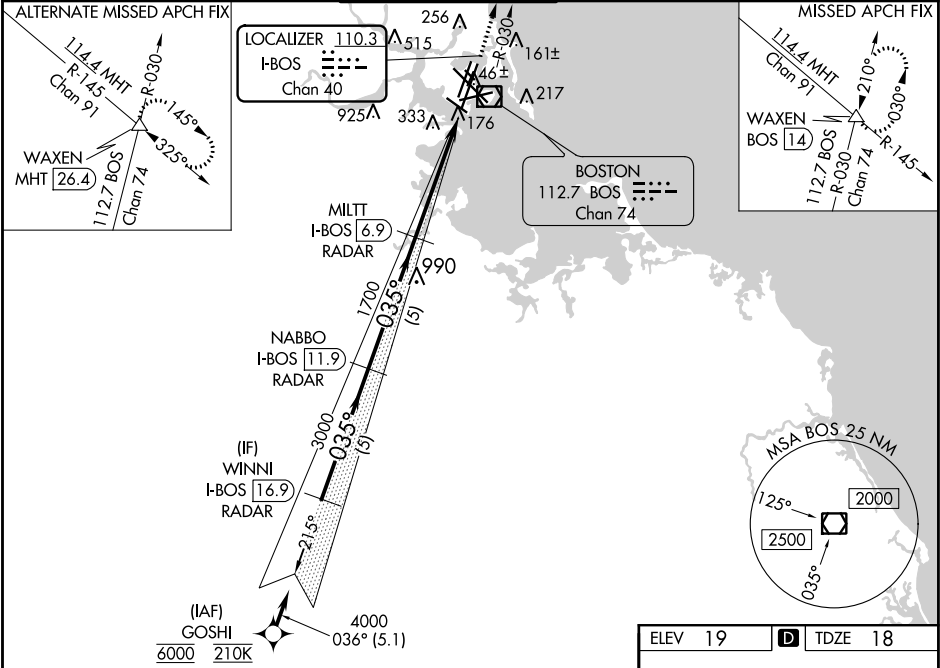 ALTERNATE MISSED APCH FIX
114.4 MHT
R-145
Chan 91
R-030
145°
325°
WAXEN
MHT 26.4
112.7 BOS
Chan 74
LOCALIZER 110.3
I-BOS
Chan 40
256
515
R-030
161±
46±
217
925
333
176
BOSTON
112.7 BOS
Chan 74
MISSED APCH FIX
114.4 MHT
Chan 91
210°
030°
WAXEN
BOS 14
R-145
112.7 BOS
R-030
Chan 74
MILTT
I-BOS 6.9
RADAR
990
1700
035°
(5)
NABBO
I-BOS 11.9
RADAR
3000
035°
(5)
(IF)
WINNI
I-BOS 16.9
RADAR
215°
(IAF)
GOSHI
6000 210K
4000
036° (5.1)
MSA BOS 25 NM
125°
2000
2500
035°
ELEV 19 D TDZE 18